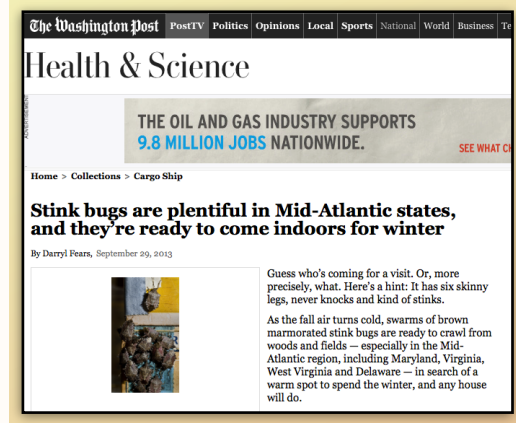 The Washington Post PostTV Politics Opinions Local Sports National World Business
Health & Science
ADVERTISEMENT
THE OIL AND GAS INDUSTRY SUPPORTS
9.8 MILLION JOBS NATIONWIDE.
SEE WHAT
Home > Collections > Cargo Ship
Stink bugs are plentiful in Mid-Atlantic states,
and they're ready to come indoors for winter
By Darryl Fears, September 29, 2013
Guess who's coming for a visit. Or, more
precisely, what. Here's a hint: It has six skinny
legs, never knocks and kind of stinks.
As the fall air turns cold, swarms of brown
marmorated stink bugs are ready to crawl from
woods and fields — especially in the Mid-
Atlantic region, including Maryland, Virginia,
West Virginia and Delaware — in search of a
warm spot to spend the winter, and any house
will do.